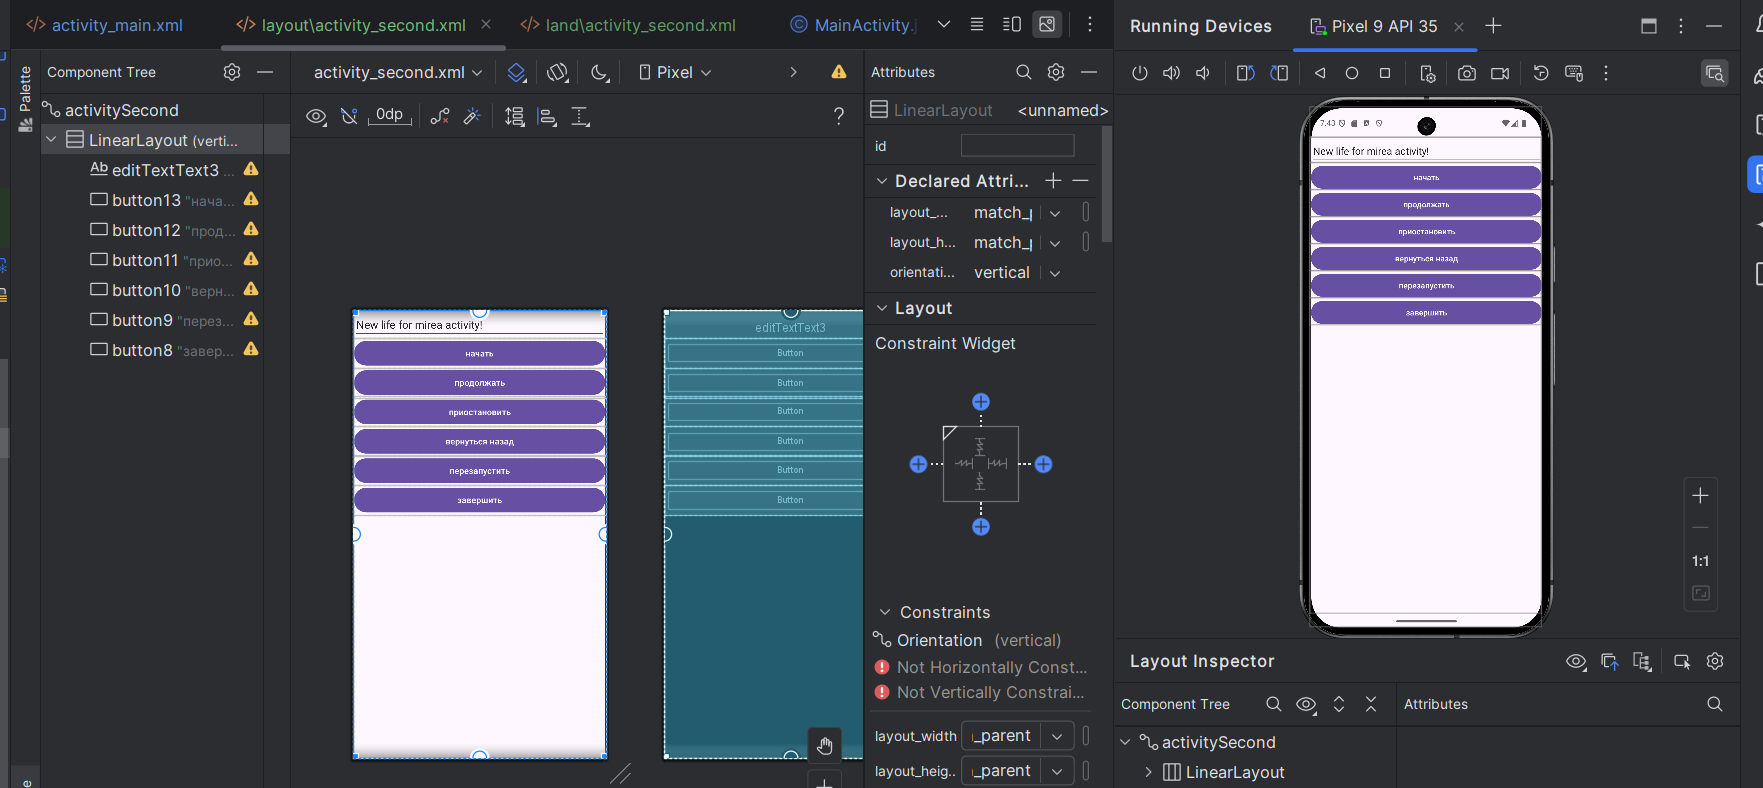 activity_main.xml
layout\activity_second.xml
land\activity_second.xml
MainActivity.j
Running Devices
Pixel 9 API 35
Palette
Component Tree
activity_second.xml
Pixel
Attributes
0dp
?
activitySecond
LinearLayout (verti...
Ab editTextText3 ...
button13 "нача...
button12 "прод...
button11 "прио...
button10 "верн...
button9 "перез...
button8 "завер...
New life for mirea activity!
начать
продолжать
приостановить
вернуться назад
перезапустить
завершить
editTextText3
Button
Button
Button
Button
Button
Button
LinearLayout <unnamed>
id
Declared Attri...
layout_... match_p
layout_h... match_p
orientati... vertical
Layout
Constraint Widget
Constraints
Orientation (vertical)
Not Horizontally Const...
Not Vertically Constrai...
layout_width _parent
layout_heig.. _parent
7:43
New life for mirea activity!
начать
продолжать
приостановить
вернуться назад
перезапустить
завершить
1:1
Layout Inspector
Component Tree
Attributes
activitySecond
LinearLayout